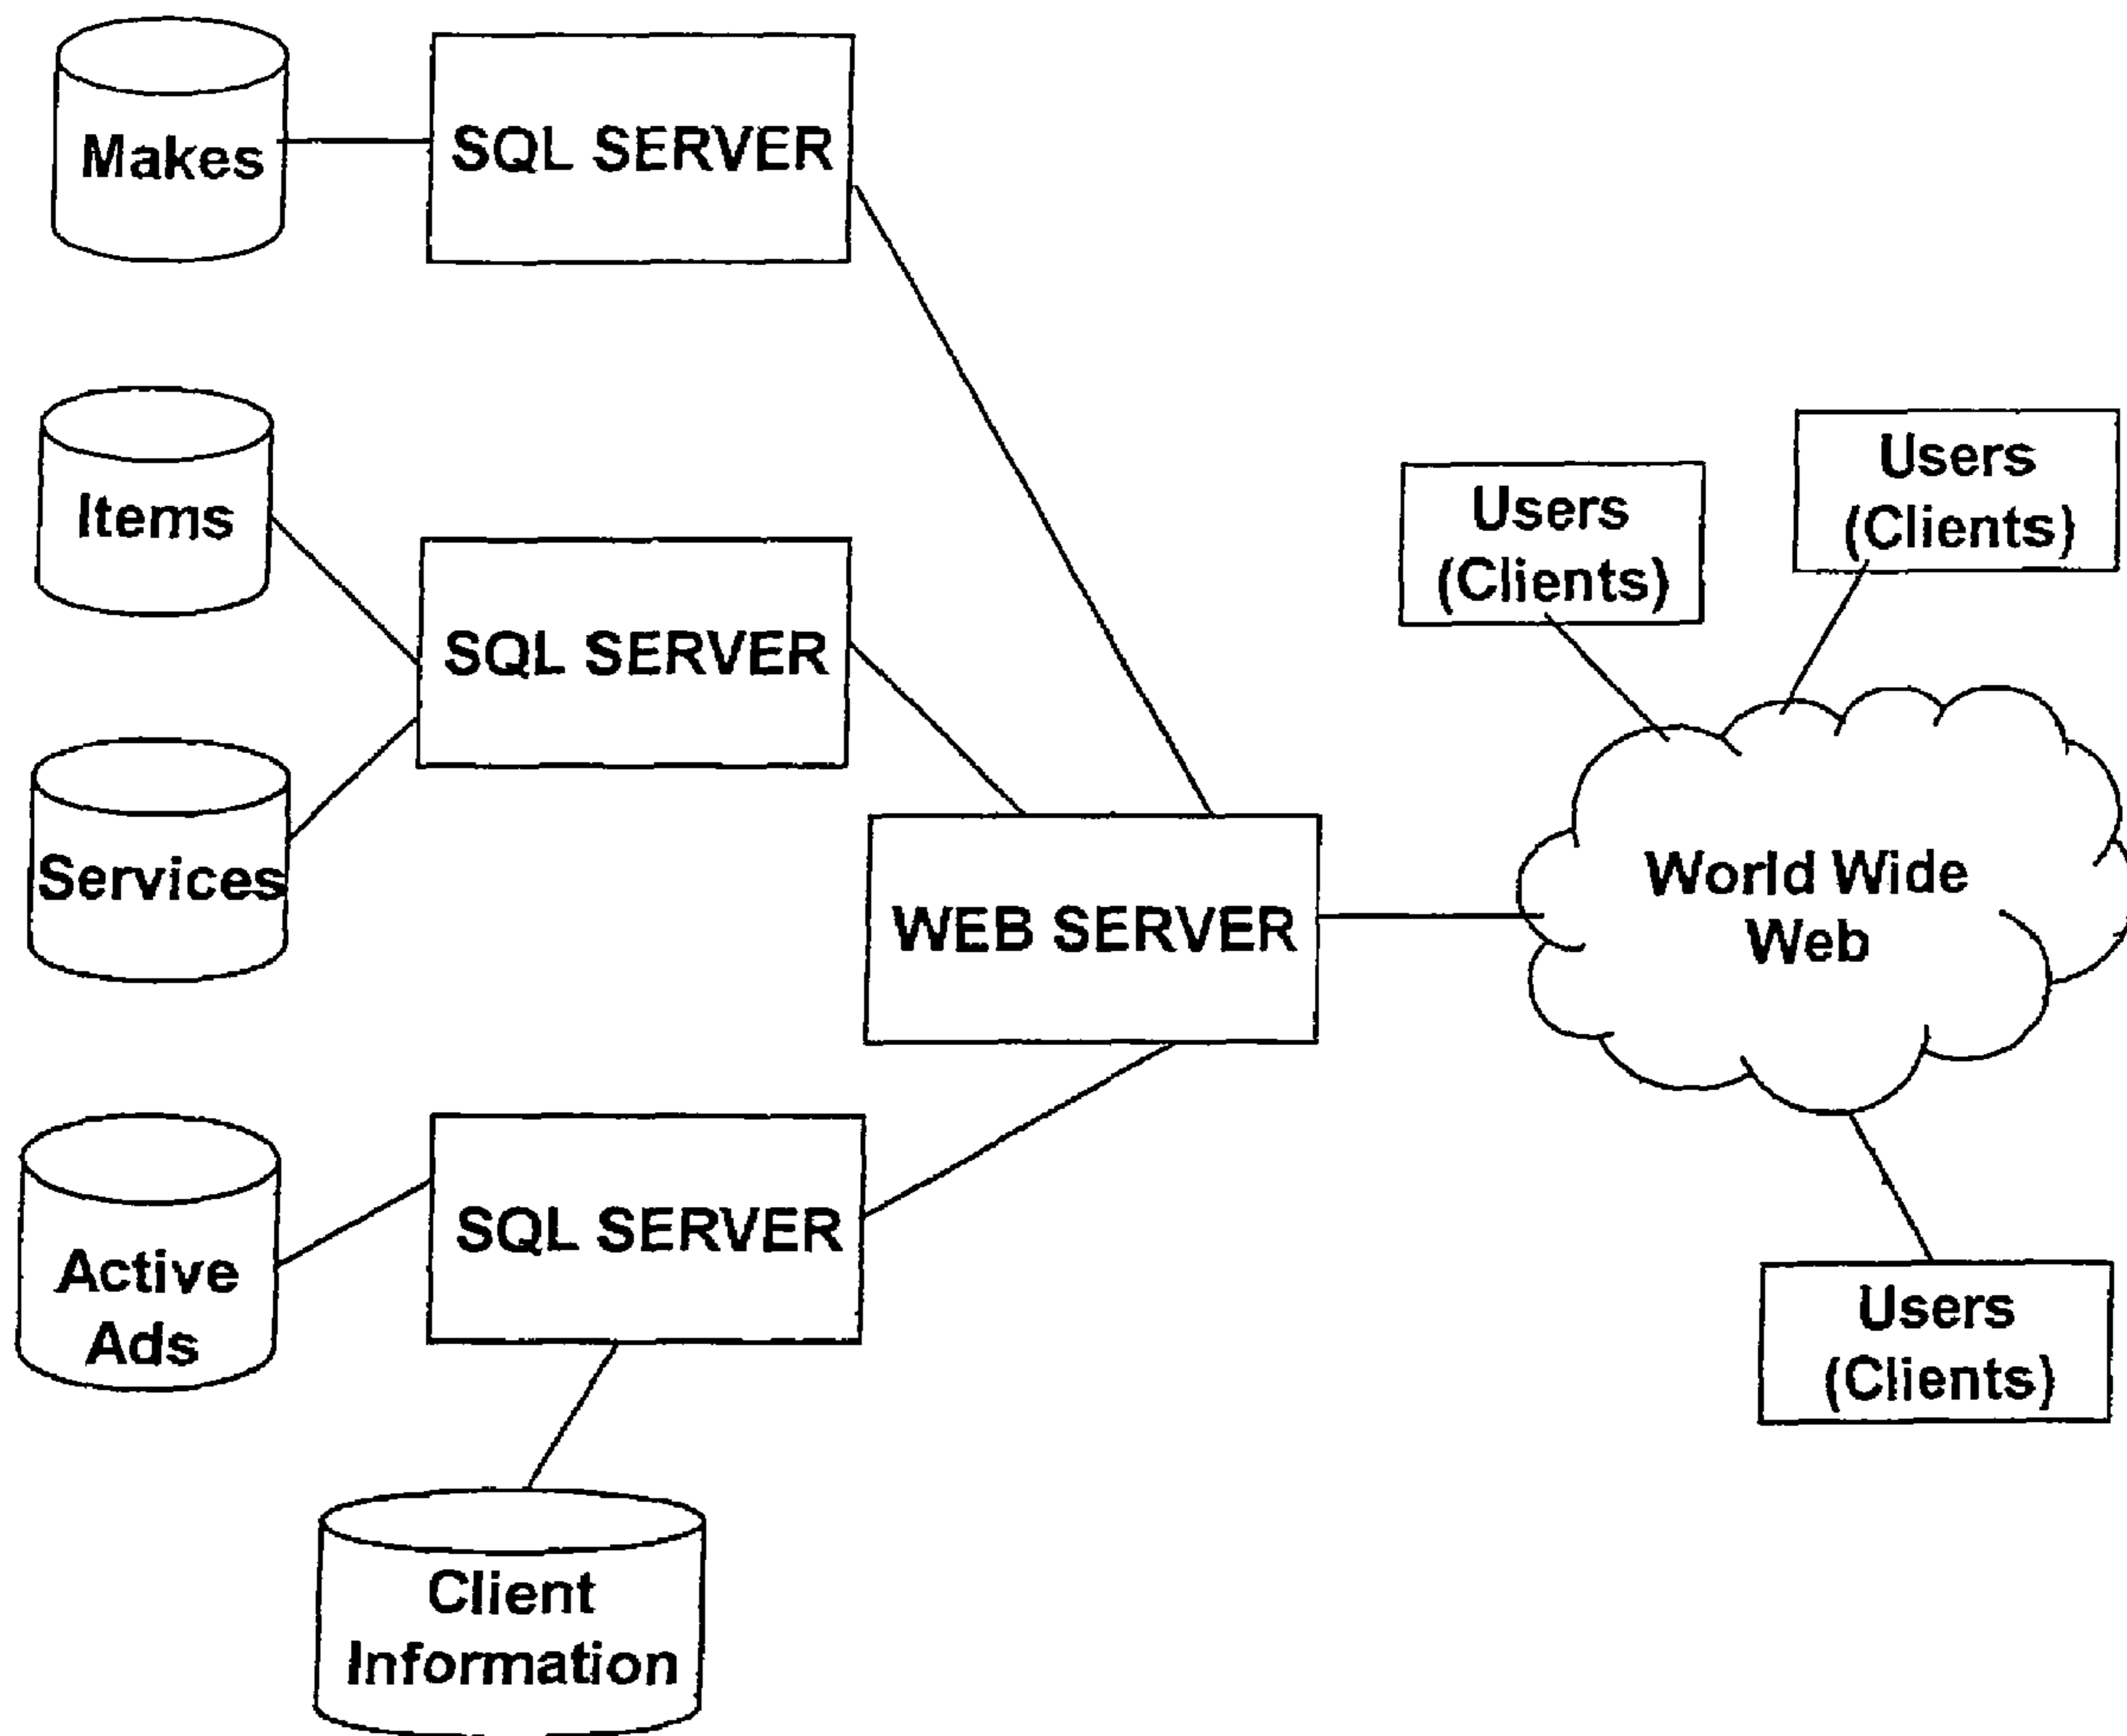 Makes
SQL SERVER
Items
SQL SERVER
Services
Users
(Clients)
Users
(Clients)
WEB SERVER
World Wide
Web
Active
Ads
SQL SERVER
Users
(Clients)
Client
Information